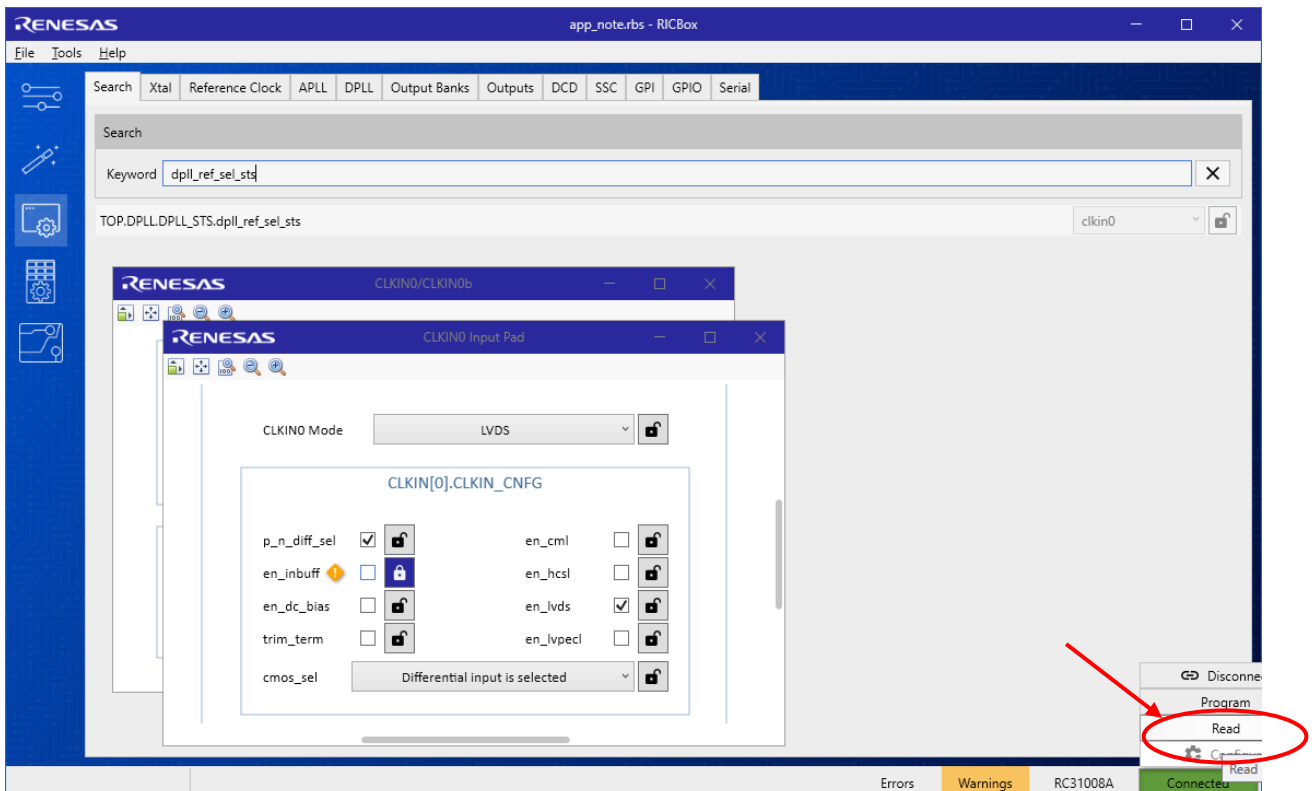 RENESAS
app_note.rbs - RICBox
File Tools Help
Search Xtal Reference Clock APLL DPLL Output Banks Outputs DCD SSC GPI GPIO Serial
Search
Keyword dpll_ref_sel_sts
TOP.DPLL.DPLL_STS.dpll_ref_sel_sts clkin0
RENESAS CLKIN0/CLKIN0b
RENESAS CLKIN0 Input Pad
CLKIN0 Mode LVDS
CLKIN[0].CLKIN_CNFG
p_n_diff_sel en_cml
en_inbuff en_hcsl
en_dc_bias en_lvds
trim_term en_lvpecl
cmos_sel Differential input is selected
Disconne
Program
Read
Read
Errors Warnings RC31008A Connected